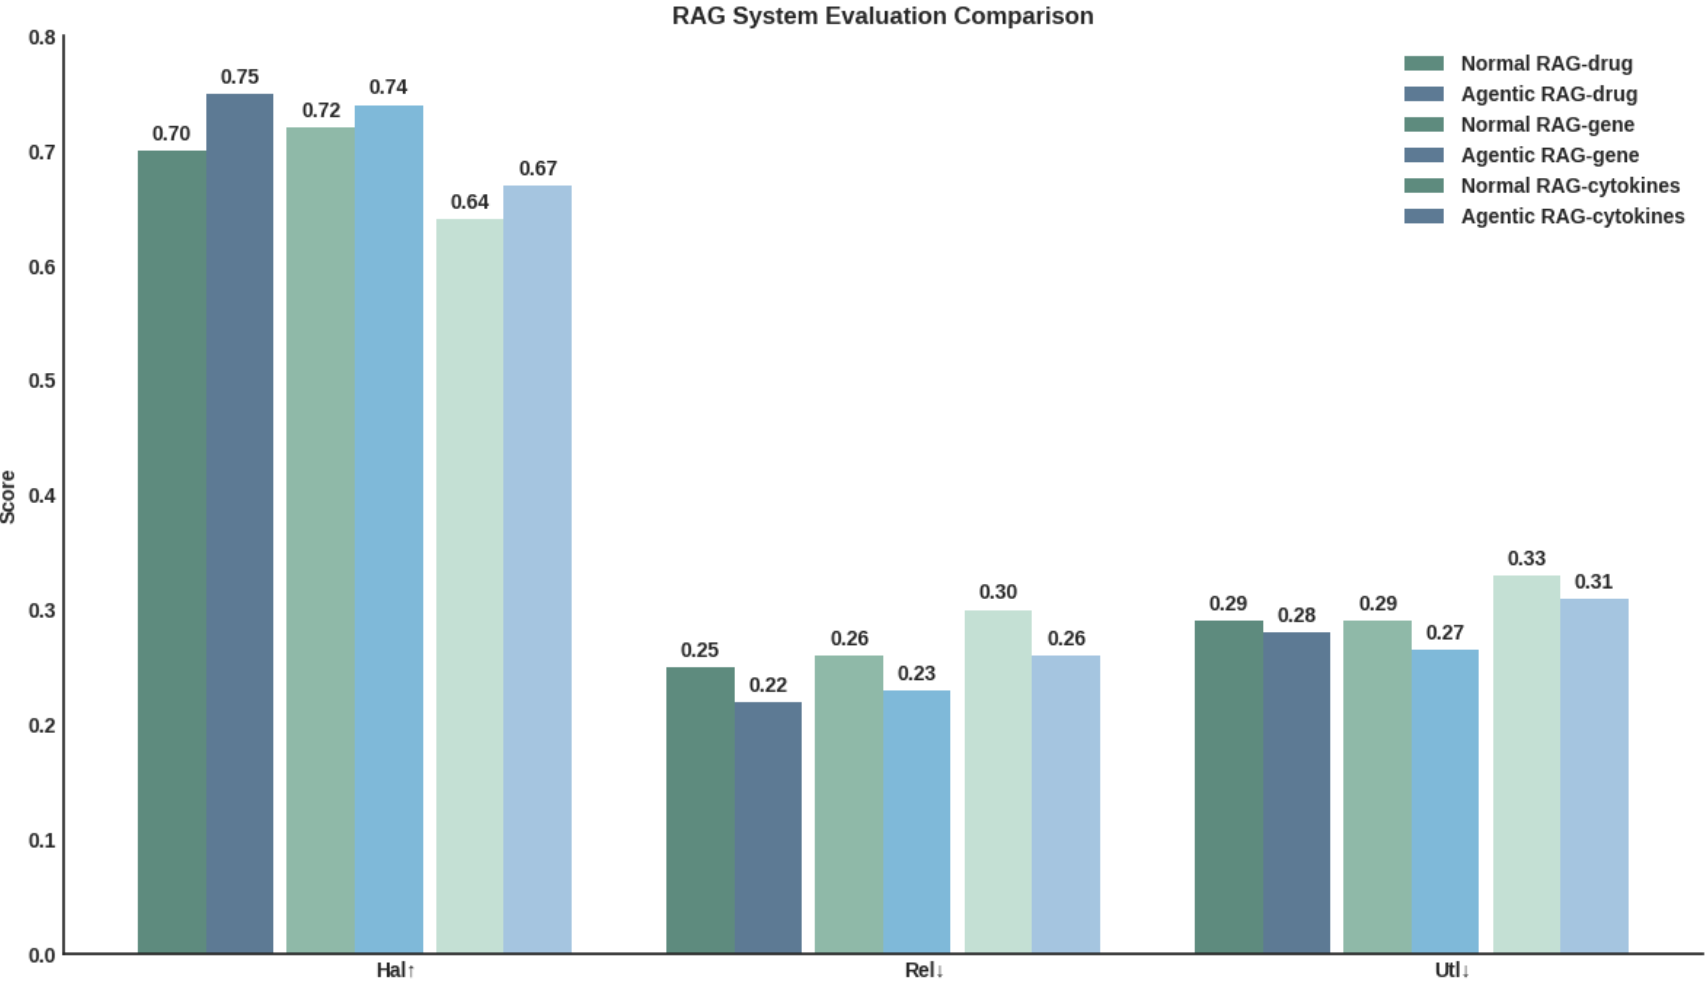 RAG System Evaluation Comparison
Normal RAG-drug
Agentic RAG-drug
Normal RAG-gene
Agentic RAG-gene
Normal RAG-cytokines
Agentic RAG-cytokines
Score
0.8
0.7
0.6
0.5
0.4
0.3
0.2
0.1
0.0
0.70
0.75
0.72
0.74
0.64
0.67
0.25
0.22
0.26
0.23
0.30
0.26
0.29
0.28
0.29
0.27
0.33
0.31
Hal↑
Rel↓
Utl↓